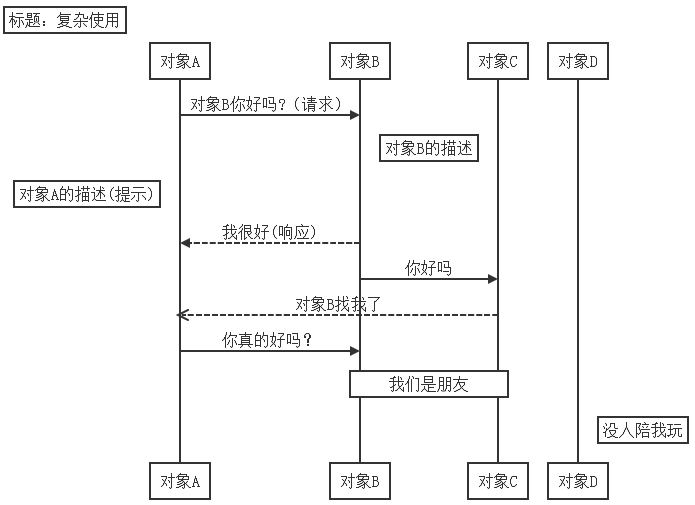 标题：复杂使用
对象A
对象B
对象C
对象D
对象B你好吗?（请求）
对象B的描述
对象A的描述(提示)
我很好(响应)
你好吗
对象B找我了
你真的好吗？
我们是朋友
没人陪我玩
对象A
对象B
对象C
对象D